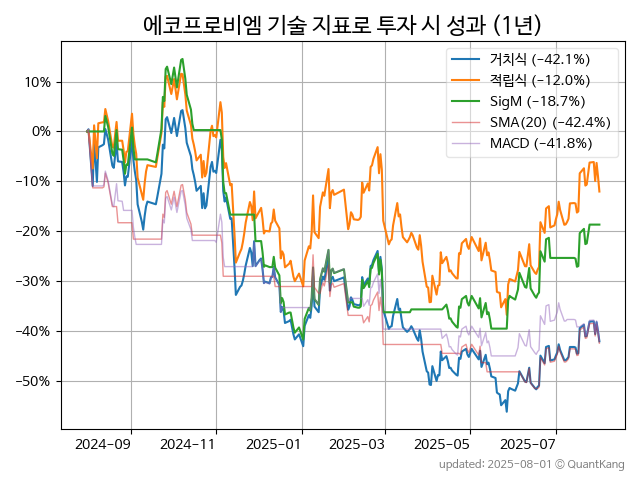 에코프로비엠 기술 지표로 투자 시 성과 (1년)
거치식 (−42.1%)
적립식 (−12.0%)
SigM (−18.7%)
SMA(20) (−42.4%)
MACD (−41.8%)
10%
0%
−10%
−20%
−30%
−40%
−50%
2024−09 2024−11 2025−01 2025−03 2025−05 2025−07
updated: 2025-08-01 © QuantKang